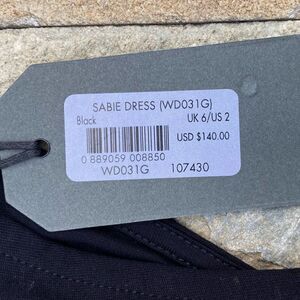 SABIE DRESS (WD031G)
Black UK 6/US 2
USD $140.00
0 889059 008850
WD031G 107430